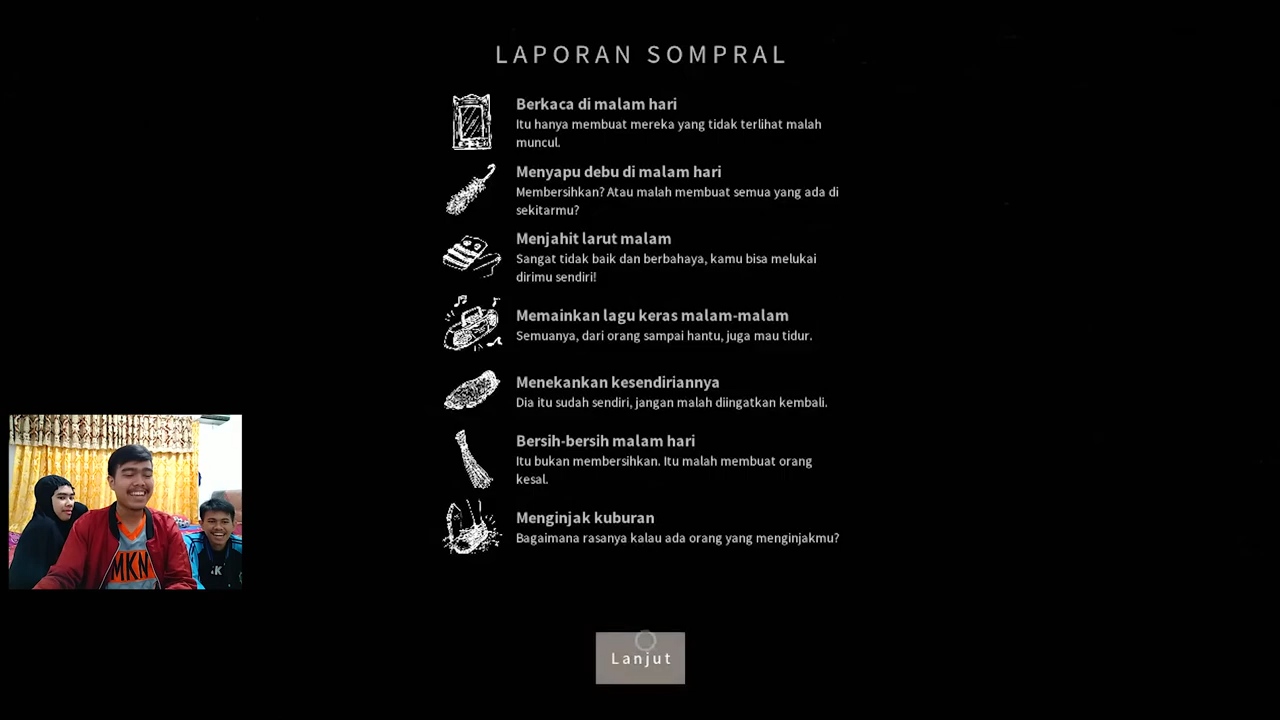 LAPORAN SOMPRAL
Berkaca di malam hari
Itu hanya membuat mereka yang tidak terlihat malah
muncul.
Menyapu debu di malam hari
Membersihkan? Atau malah membuat semua yang ada di
sekitarmu?
Menjahit larut malam
Sangat tidak baik dan berbahaya, kamu bisa melukai
dirimu sendiri!
Memainkan lagu keras malam-malam
Semuanya, dari orang sampai hantu, juga mau tidur.
Menekankan kesendiriannya
Dia itu sudah sendiri, jangan malah diingatkan kembali.
Bersih-bersih malam hari
Itu bukan membersihkan. Itu malah membuat orang
kesal.
Menginjak kuburan
Bagaimana rasanya kalau ada orang yang menginjakmu?
MKN
Lanjut